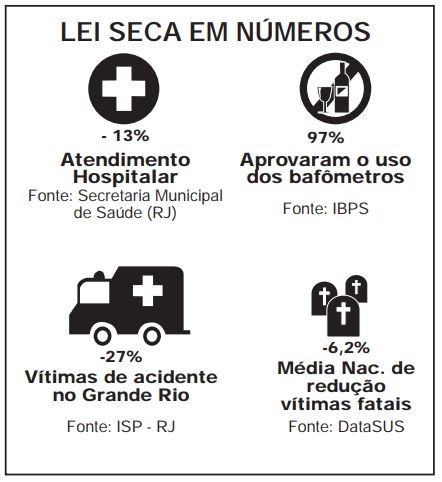 LEI SECA EM NÚMEROS
- 13%
Atendimento
Hospitalar
Fonte: Secretaria Municipal
de Saúde (RJ)
97%
Aprovaram o uso
dos bafômetros
Fonte: IBPS
-27%
Vítimas de acidente
no Grande Rio
Fonte: ISP - RJ
-6,2%
Média Nac. de
redução
vítimas fatais
Fonte: DataSUS